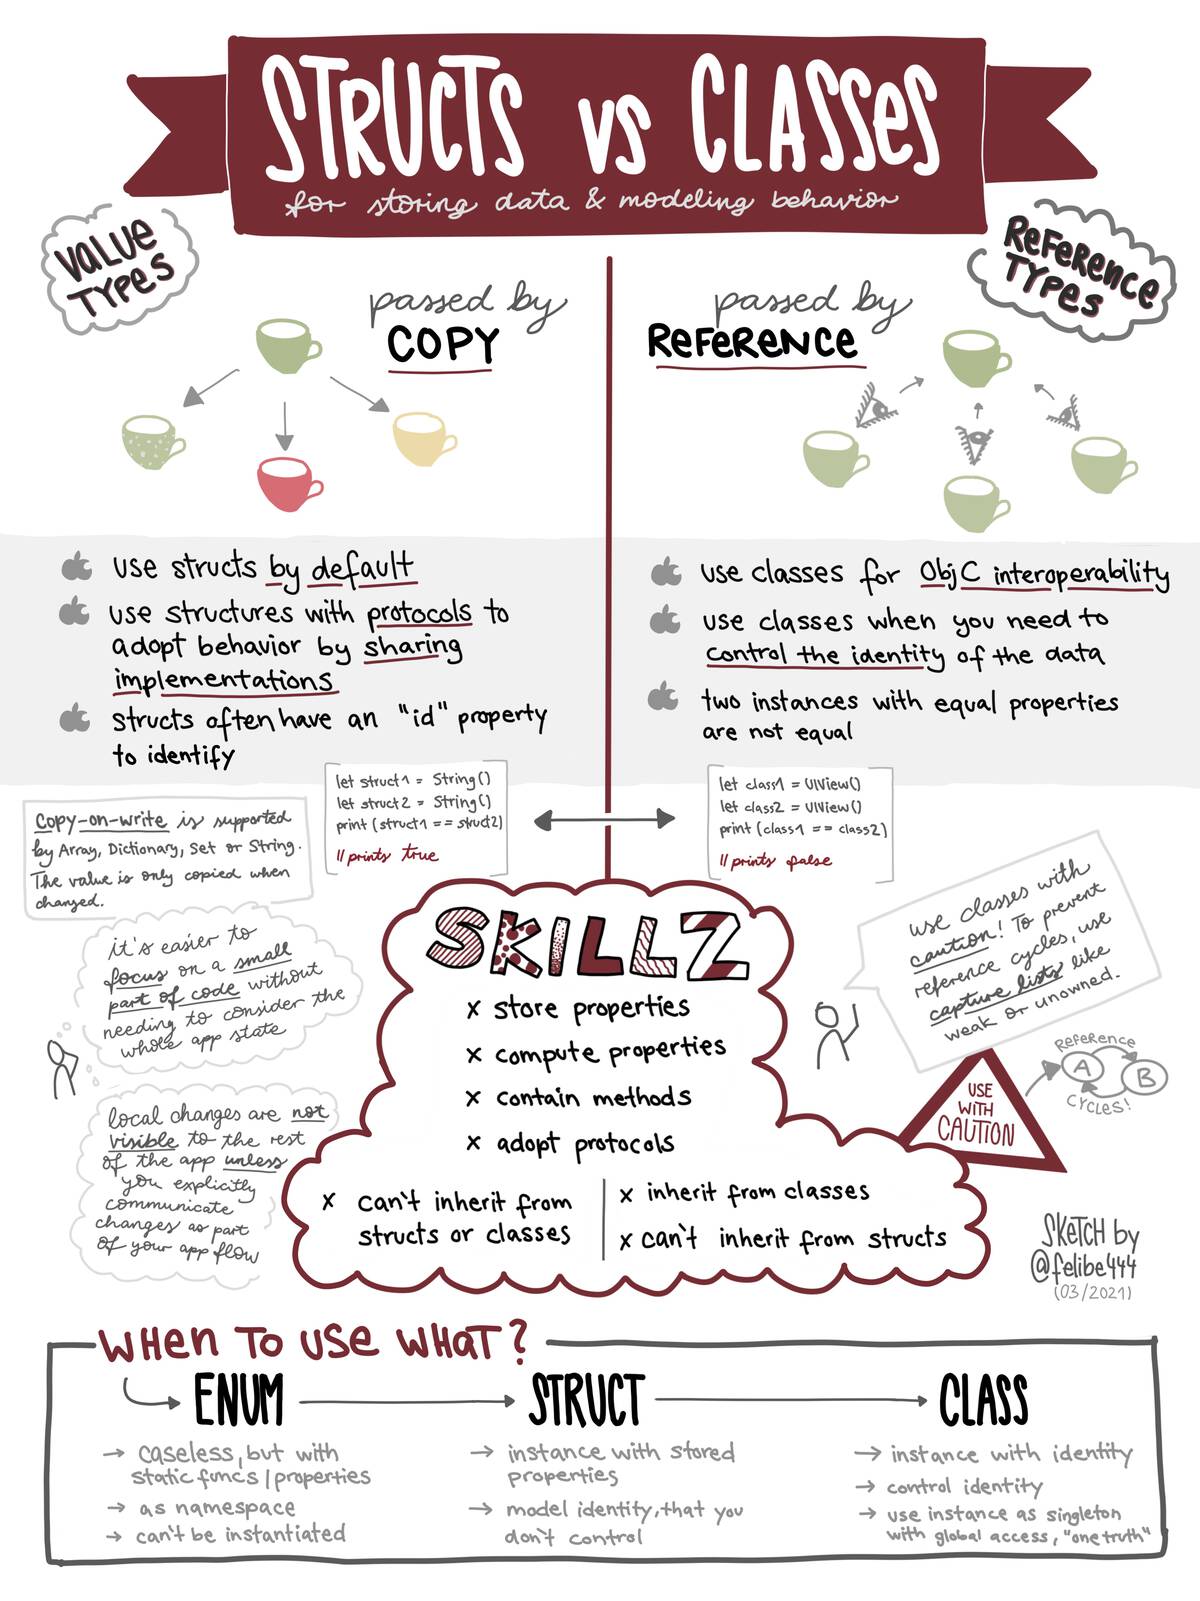 STRUCTS vs CLASSES
for storing data & modeling behavior
VALUE
TYPES
passed by
COPY
passed by
REFERENCE
REFERENCE
TYPES
use structs by default
use structures with protocols to
adopt behavior by sharing
implementations
structs often have an "id" property
to identify
use classes for ObjC interoperability
use classes when you need to
control the identity of the data
two instances with equal properties
are not equal
let struct1 = String()
let struct2 = String()
print (struct1 == struct2)
// prints true
let class1 = UIView()
let class2 = UIView()
print (class1 == class2)
// prints false
Copy-on-write is supported
by Array, Dictionary, Set or String.
The value is only copied when
changed.
it's easier to
focus on a small
part of code without
needing to consider the
whole app state
local changes are not
visible to the rest
of the app unless
you explicitly
communicate
changes as part
of your app flow
SKILLZ
x store properties
x compute properties
x contain methods
x adopt protocols
x can't inherit from
structs or classes
x inherit from classes
x can't inherit from structs
use classes with
caution! To prevent
reference cycles, use
capture lists like
weak or unowned.
USE
WITH
CAUTION
REFERENCE
A
B
CYCLES!
SKETCH by
@felibe444
(03/2021)
WHEN TO USE WHAT?
ENUM
→ caseless, but with
static funcs / properties
→ as namespace
→ can't be instantiated
STRUCT
→ instance with stored
properties
→ model identity, that you
don't control
CLASS
→ instance with identity
→ control identity
→ use instance as singleton
with global access, "one truth"